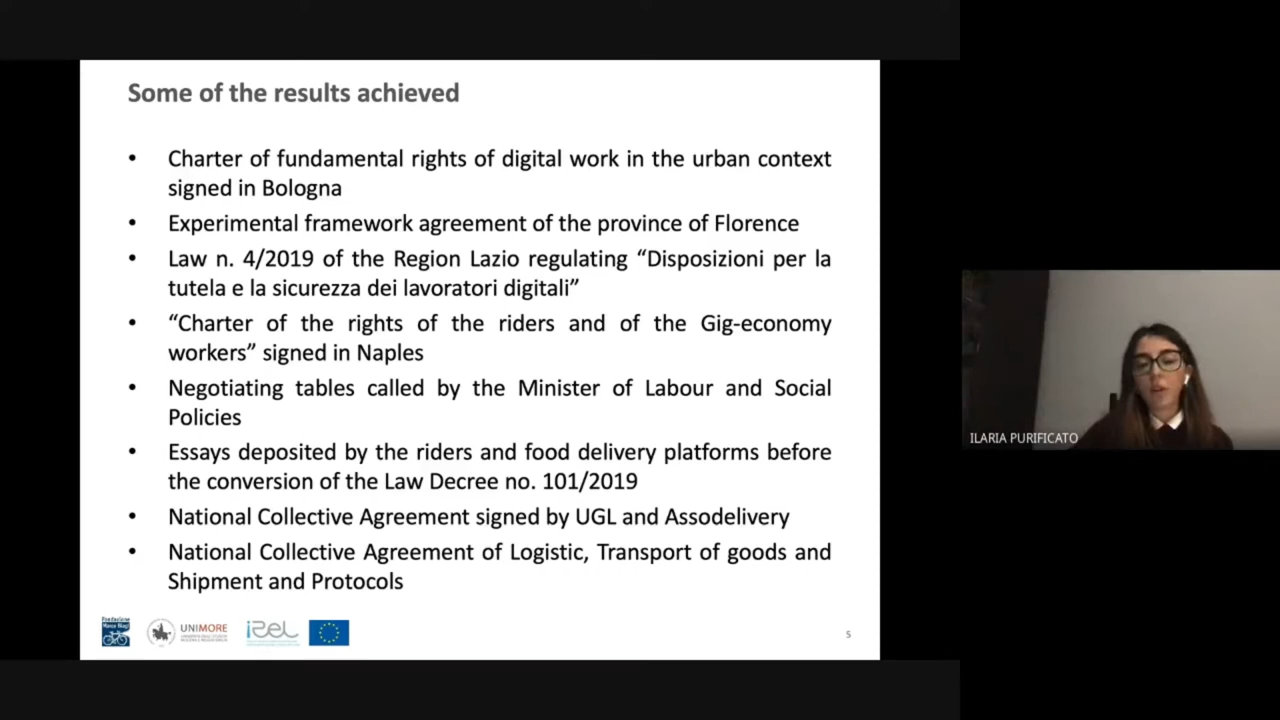 Some of the results achieved
• Charter of fundamental rights of digital work in the urban context
signed in Bologna
• Experimental framework agreement of the province of Florence
• Law n. 4/2019 of the Region Lazio regulating “Disposizioni per la
tutela e la sicurezza dei lavoratori digitali”
• “Charter of the rights of the riders and of the Gig-economy
workers” signed in Naples
• Negotiating tables called by the Minister of Labour and Social
Policies
• Essays deposited by the riders and food delivery platforms before
the conversion of the Law Decree no. 101/2019
• National Collective Agreement signed by UGL and Assodelivery
• National Collective Agreement of Logistic, Transport of goods and
Shipment and Protocols
Fondazione
Marco Biagi
UNIMORE
iRel
5
ILARIA PURIFICATO